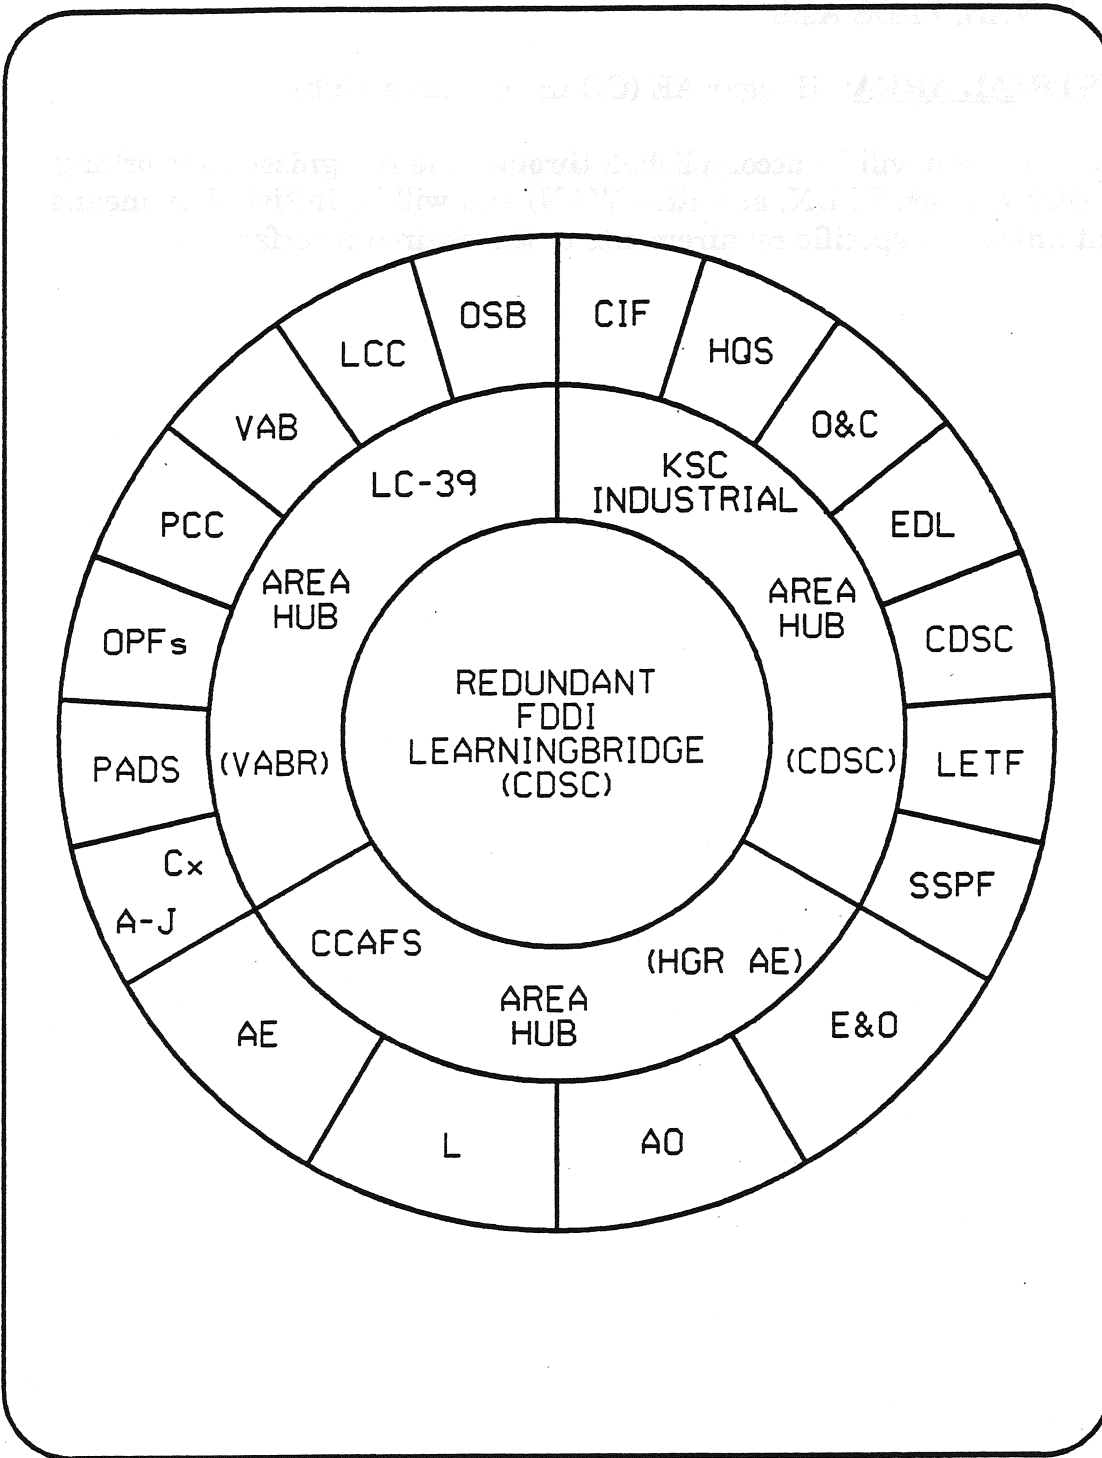 OSB
CIF
LCC
HQS
VAB
O&C
LC-39
KSC
INDUSTRIAL
PCC
EDL
AREA
HUB
AREA
HUB
OPFs
CDSC
REDUNDANT
FDDI
LEARNINGBRIDGE
(CDSC)
PADS
(VABR)
(CDSC)
LETF
Cx
A-J
SSPF
CCAFS
(HGR AE)
AREA
HUB
AE
E&O
L
AO